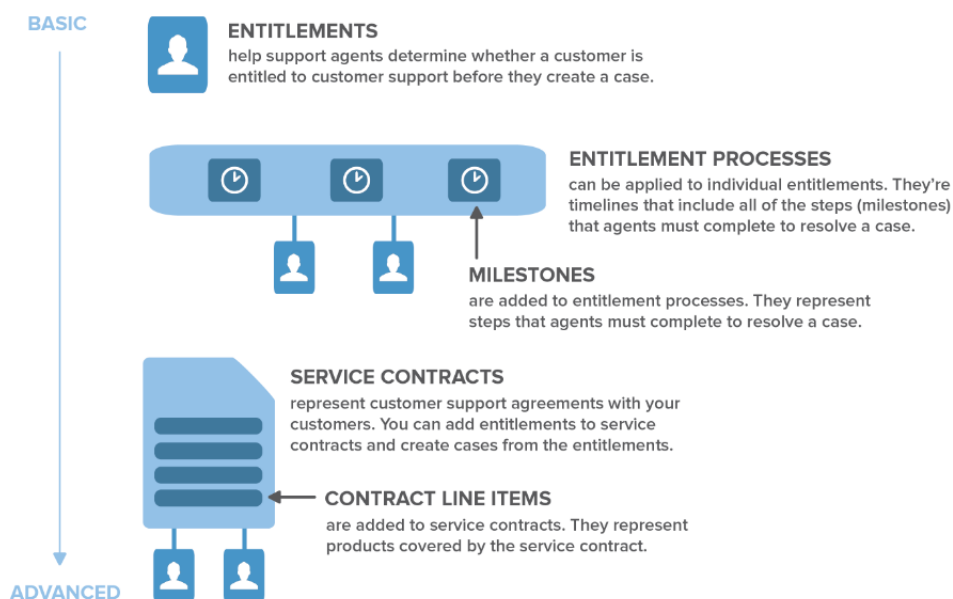 BASIC
ENTITLEMENTS
help support agents determine whether a customer is
entitled to customer support before they create a case.
ENTITLEMENT PROCESSES
can be applied to individual entitlements. They're
timelines that include all of the steps (milestones)
that agents must complete to resolve a case.
MILESTONES
are added to entitlement processes. They represent
steps that agents must complete to resolve a case.
SERVICE CONTRACTS
represent customer support agreements with your
customers. You can add entitlements to service
contracts and create cases from the entitlements.
CONTRACT LINE ITEMS
are added to service contracts. They represent
products covered by the service contract.
ADVANCED